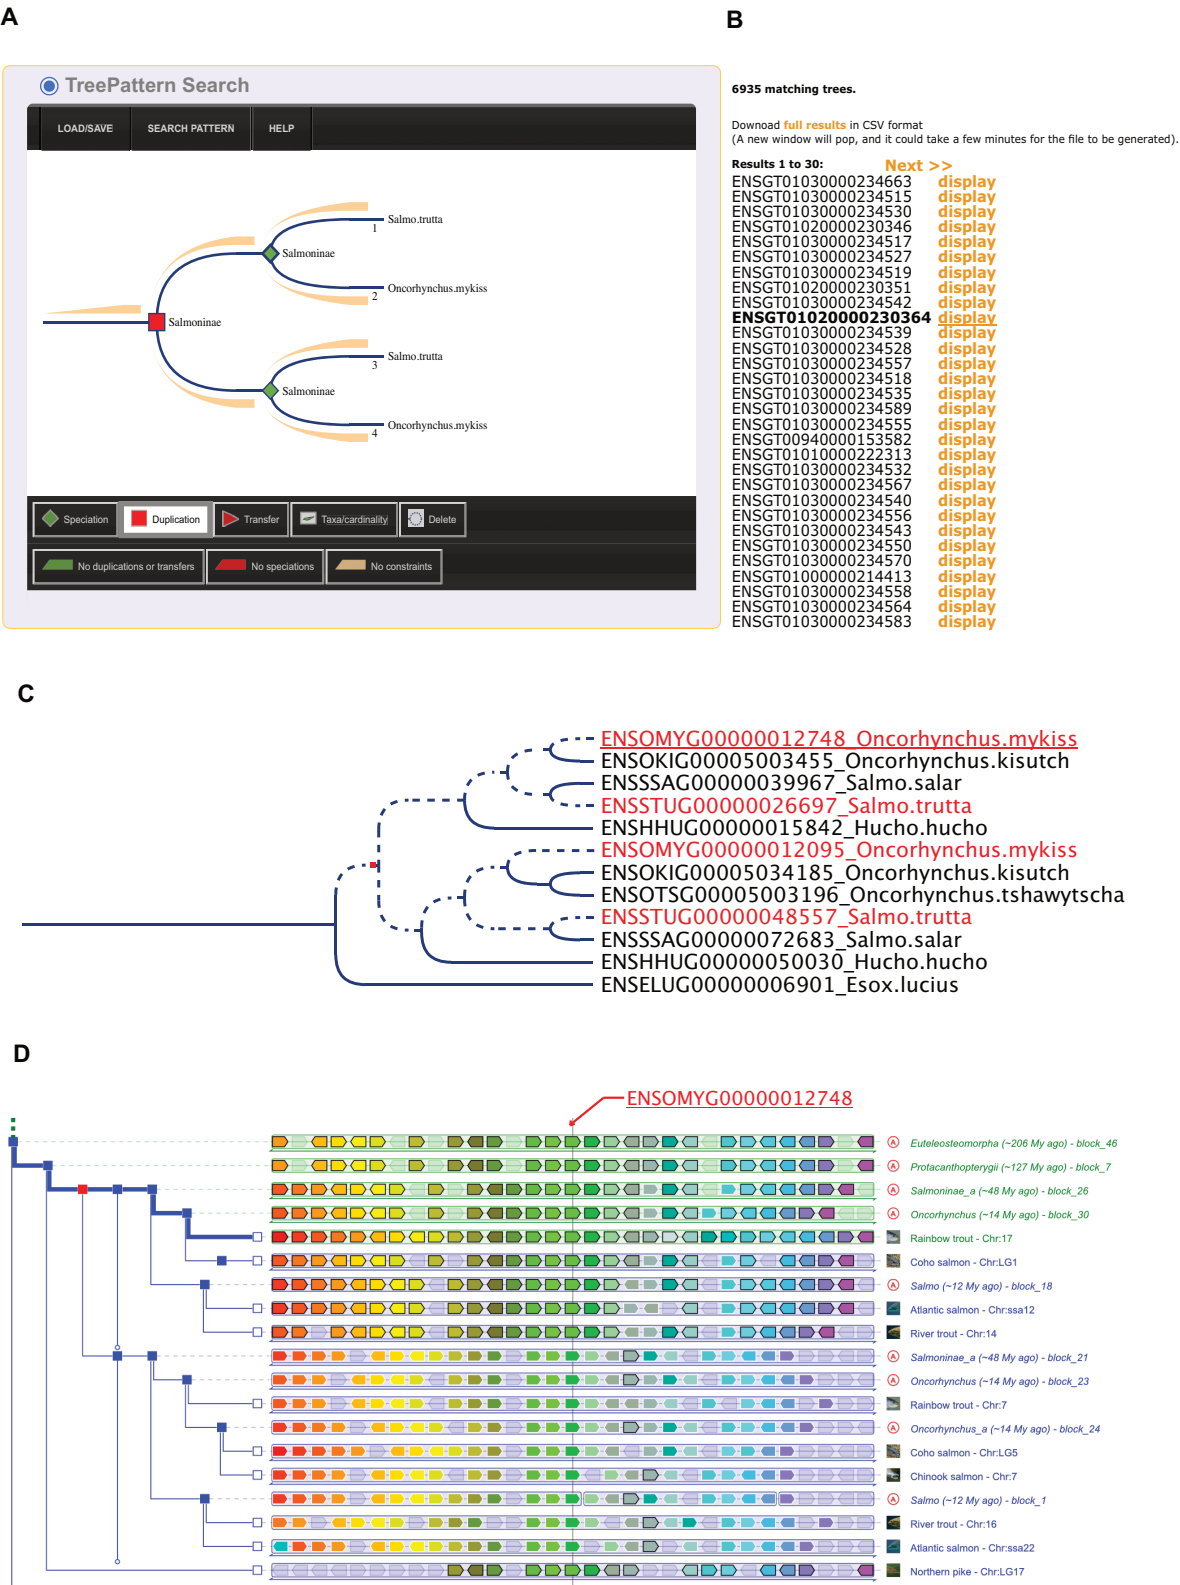 A
B
TreePattern Search
LOAD/SAVE SEARCH PATTERN HELP
Salmo.trutta
1
Salmoninae
Oncorhynchus.mykiss
2
Salmoninae
Salmo.trutta
3
Salmoninae
Oncorhynchus.mykiss
4
Speciation Duplication Transfer Taxa/cardinality Delete
No duplications or transfers No speciations No constraints
6935 matching trees.
Downoad full results in CSV format
(A new window will pop, and it could take a few minutes for the file to be generated).
Results 1 to 30: Next >>
ENSGT01030000234663 display
ENSGT01030000234515 display
ENSGT01030000234530 display
ENSGT01020000230346 display
ENSGT01030000234517 display
ENSGT01030000234527 display
ENSGT01030000234519 display
ENSGT01020000230351 display
ENSGT01030000234542 display
ENSGT01020000230364 display
ENSGT01030000234539 display
ENSGT01030000234528 display
ENSGT01030000234557 display
ENSGT01030000234518 display
ENSGT01030000234535 display
ENSGT01030000234589 display
ENSGT01030000234555 display
ENSGT00940000153582 display
ENSGT01010000222313 display
ENSGT01030000234532 display
ENSGT01030000234567 display
ENSGT01030000234540 display
ENSGT01030000234556 display
ENSGT01030000234543 display
ENSGT01030000234550 display
ENSGT01030000234570 display
ENSGT01000000214413 display
ENSGT01030000234558 display
ENSGT01030000234564 display
ENSGT01030000234583 display
C
ENSOMYG00000012748_Oncorhynchus.mykiss
ENSOKIG00005003455_Oncorhynchus.kisutch
ENSSSAG00000039967_Salmo.salar
ENSSTUG00000026697_Salmo.trutta
ENSHHUG00000015842_Hucho.hucho
ENSOMYG00000012095_Oncorhynchus.mykiss
ENSOKIG00005034185_Oncorhynchus.kisutch
ENSOTSG00005003196_Oncorhynchus.tshawytscha
ENSSTUG00000048557_Salmo.trutta
ENSSSAG00000072683_Salmo.salar
ENSHHUG00000050030_Hucho.hucho
ENSELUG00000006901_Esox.lucius
D
ENSOMYG00000012748
A Euteleosteomorpha (~206 My ago) - block_46
A Protacanthopterygii (~127 My ago) - block_7
A Salmoninae_a (~48 My ago) - block_26
A Oncorhynchus (~14 My ago) - block_30
Rainbow trout - Chr:17
Coho salmon - Chr:LG1
A Salmo (~12 My ago) - block_18
Atlantic salmon - Chr:ssa12
River trout - Chr:14
A Salmoninae_a (~48 My ago) - block_21
A Oncorhynchus (~14 My ago) - block_23
Rainbow trout - Chr:7
A Oncorhynchus_a (~14 My ago) - block_24
Coho salmon - Chr:LG5
Chinook salmon - Chr:7
A Salmo (~12 My ago) - block_1
River trout - Chr:16
Atlantic salmon - Chr:ssa22
Northern pike - Chr:LG17